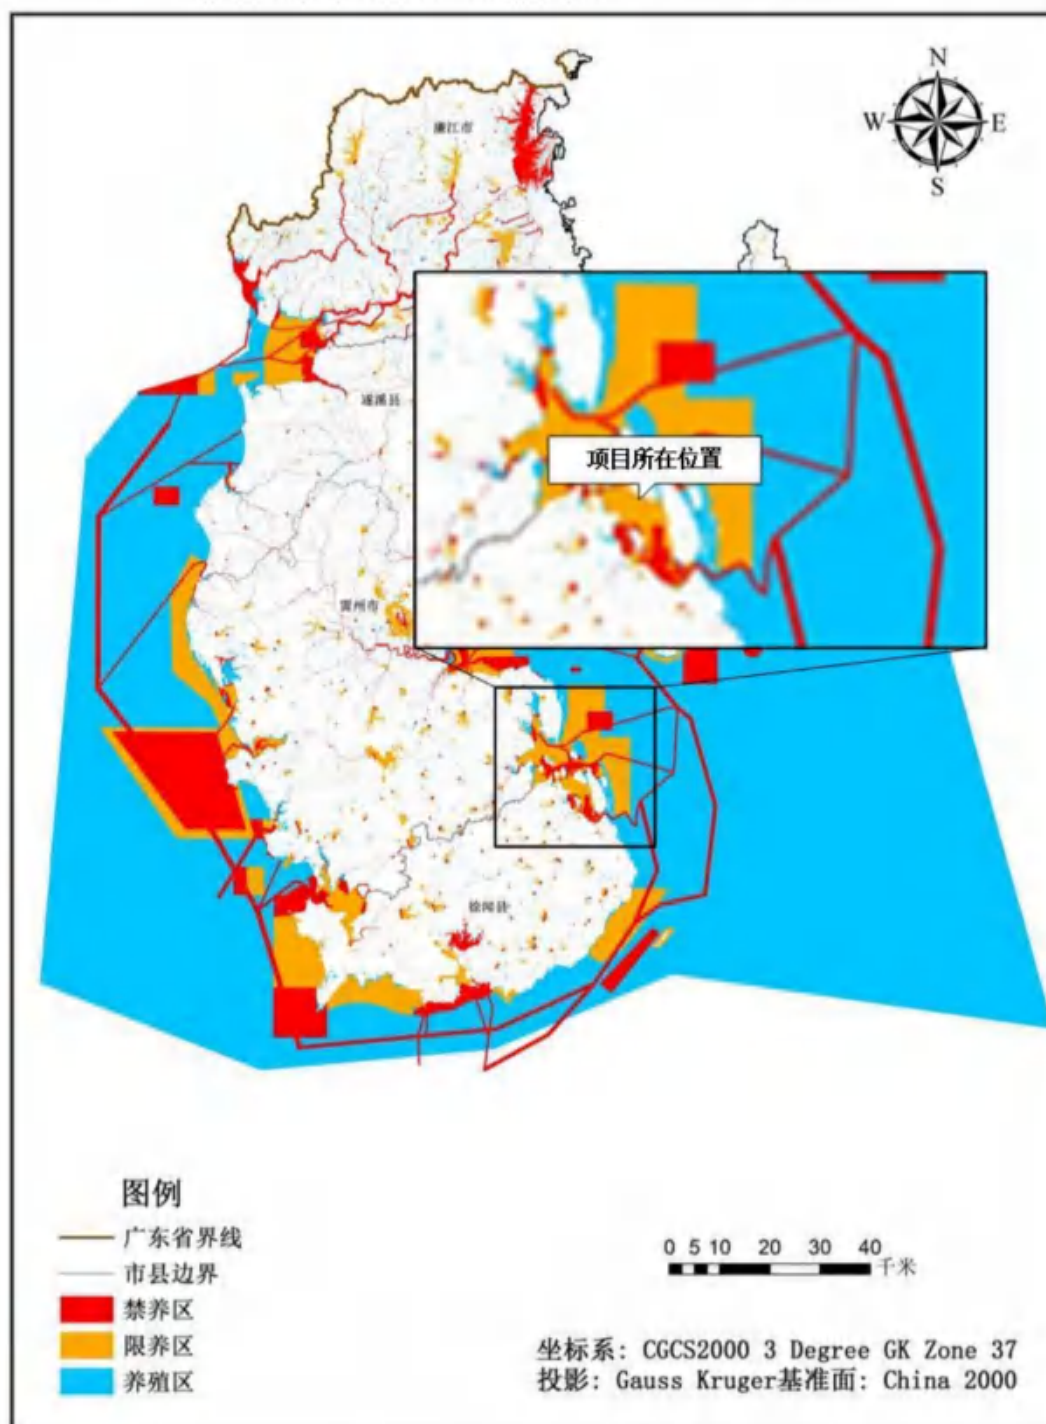 N
W
E
S
廉江市
遂溪县
项目所在位置
雷州市
徐闻县
图例
广东省界线
市县边界
禁养区
限养区
养殖区
0 5 10 20 30 40
千米
坐标系: CGCS2000 3 Degree GK Zone 37
投影: Gauss Kruger基准面: China 2000